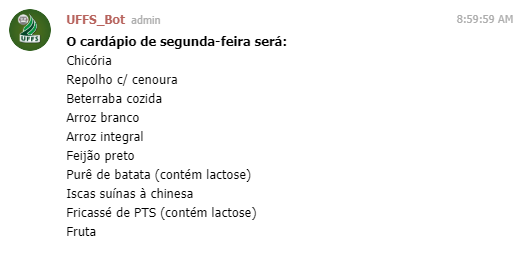 UFFS_Bot admin 8:59:59 AM
UFFS
O cardápio de segunda-feira será:
Chicória
Repolho c/ cenoura
Beterraba cozida
Arroz branco
Arroz integral
Feijão preto
Purê de batata (contém lactose)
Iscas suínas à chinesa
Fricassé de PTS (contém lactose)
Fruta